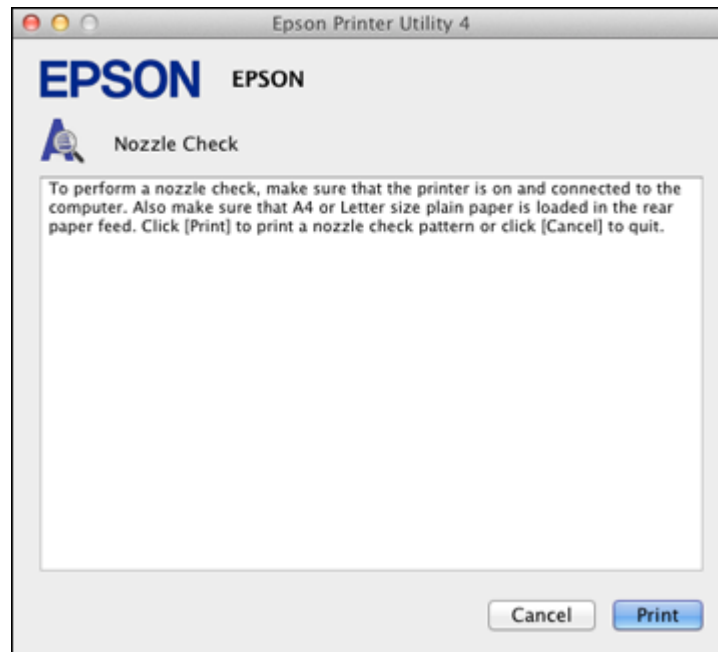 Epson Printer Utility 4
EPSON EPSON
Nozzle Check
To perform a nozzle check, make sure that the printer is on and connected to the
computer. Also make sure that A4 or Letter size plain paper is loaded in the rear
paper feed. Click [Print] to print a nozzle check pattern or click [Cancel] to quit.
Cancel Print